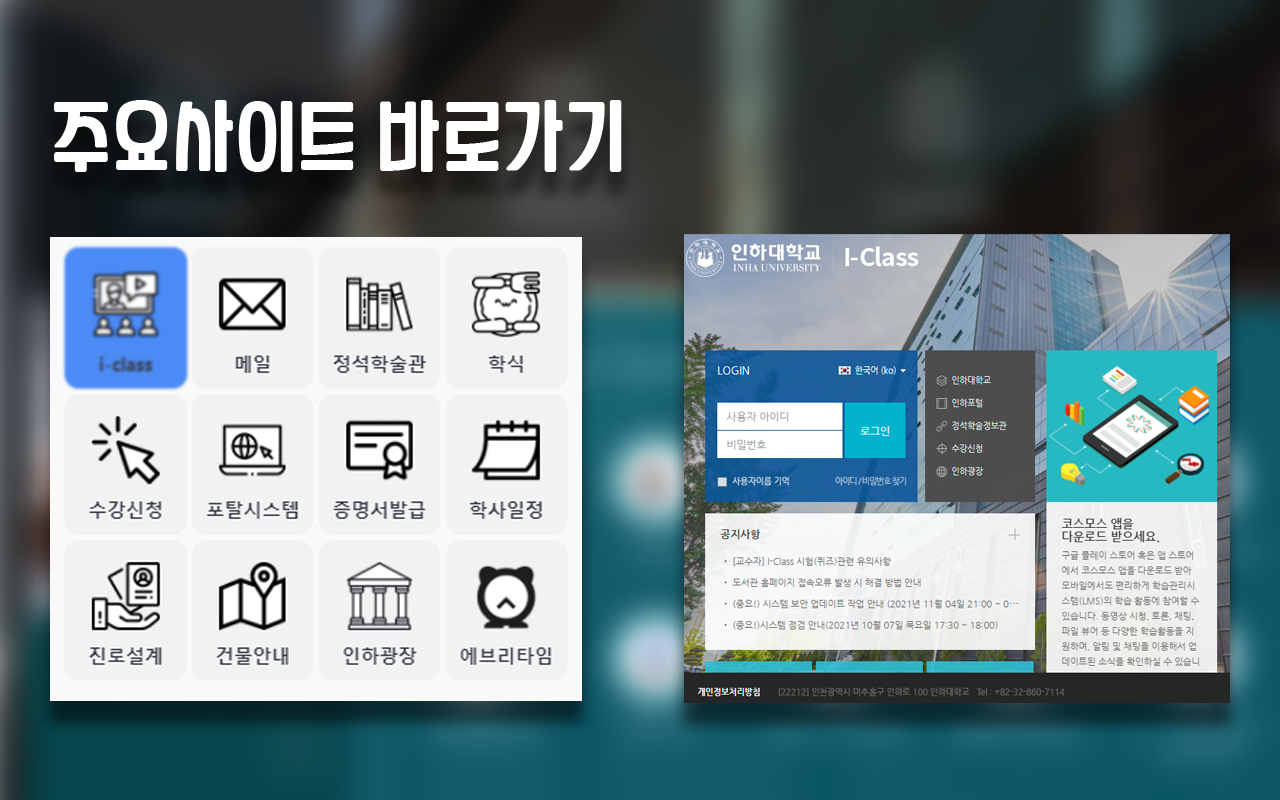 주요사이트 바로가기
i-class
메일
정석학술관
학식
수강신청
포탈시스템
증명서발급
학사일정
진로설계
건물안내
인하광장
에브리타임
인하대학교
INHA UNIVERSITY
I-Class
LOGIN
한국어 (ko)
사용자 아이디
비밀번호
로그인
사용자이름 기억
아이디/비밀번호 찾기
인하대학교
인하포털
정석학술정보관
수강신청
인하광장
공지사항
· [교수자] I-Class 시험(퀴즈)관련 유의사항
· 도서관 홈페이지 접속오류 발생 시 해결 방법 안내
· (중요!) 시스템 보안 업데이트 작업 안내 (2021년 11월 04일 21:00 ~ 0…
· (중요!)시스템 점검 안내(2021년 10월 07일 목요일 17:30 ~ 18:00)
코스모스 앱을
다운로드 받으세요.
구글 플레이 스토어 혹은 앱 스토어
에서 코스모스 앱을 다운로드 받아
모바일에서도 편리하게 학습관리시
스템(LMS)의 학습 활동에 참여할 수
있습니다. 동영상 시청, 토론, 채팅,
파일 뷰어 등 다양한 학습활동을 지
원하며, 알림 및 채팅을 이용해서 업
데이트된 소식을 확인하실 수 있습니
개인정보처리방침
[22212] 인천광역시 미추홀구 인하로 100 인하대학교 Tel : +82-32-860-7114